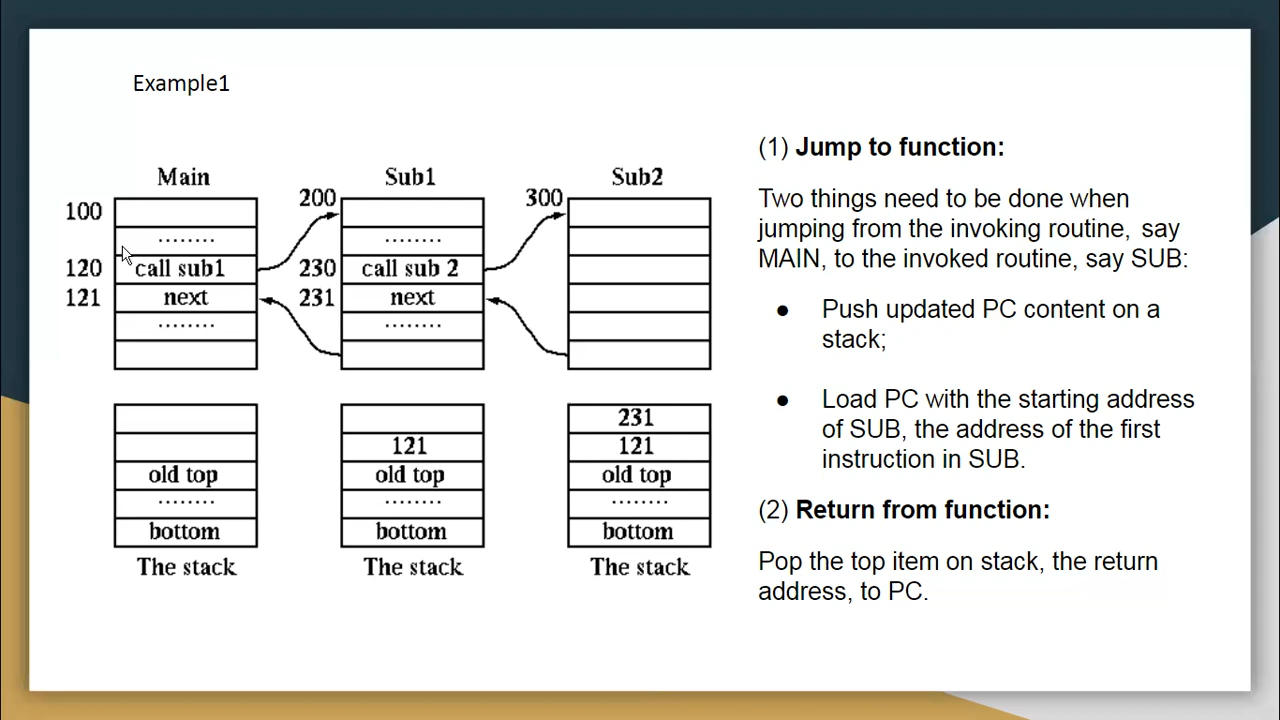 Example1
Main
Sub1
Sub2
100
200
300
........
........
120
call sub1
230
call sub 2
121
next
231
next
........
........
231
121
121
old top
old top
old top
........
........
........
bottom
bottom
bottom
The stack
The stack
The stack
(1) Jump to function:
Two things need to be done when
jumping from the invoking routine, say
MAIN, to the invoked routine, say SUB:
● Push updated PC content on a
stack;
● Load PC with the starting address
of SUB, the address of the first
instruction in SUB.
(2) Return from function:
Pop the top item on stack, the return
address, to PC.